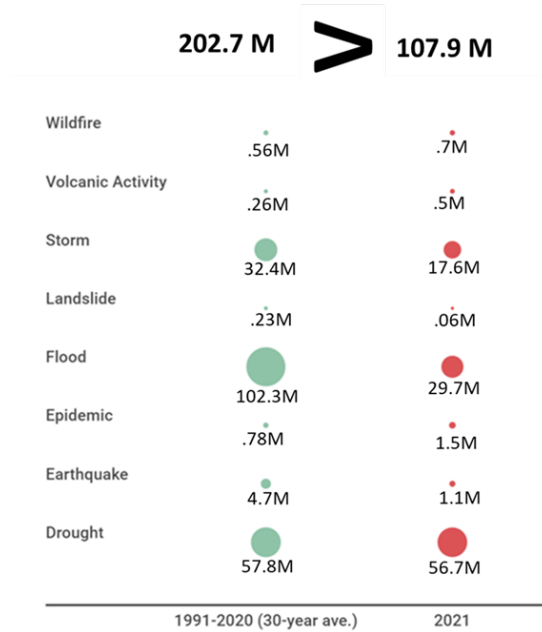 202.7 M > 107.9 M
Wildfire
.56M .7M
Volcanic Activity
.26M .5M
Storm
32.4M 17.6M
Landslide
.23M .06M
Flood
102.3M 29.7M
Epidemic
.78M 1.5M
Earthquake
4.7M 1.1M
Drought
57.8M 56.7M
1991-2020 (30-year ave.) 2021